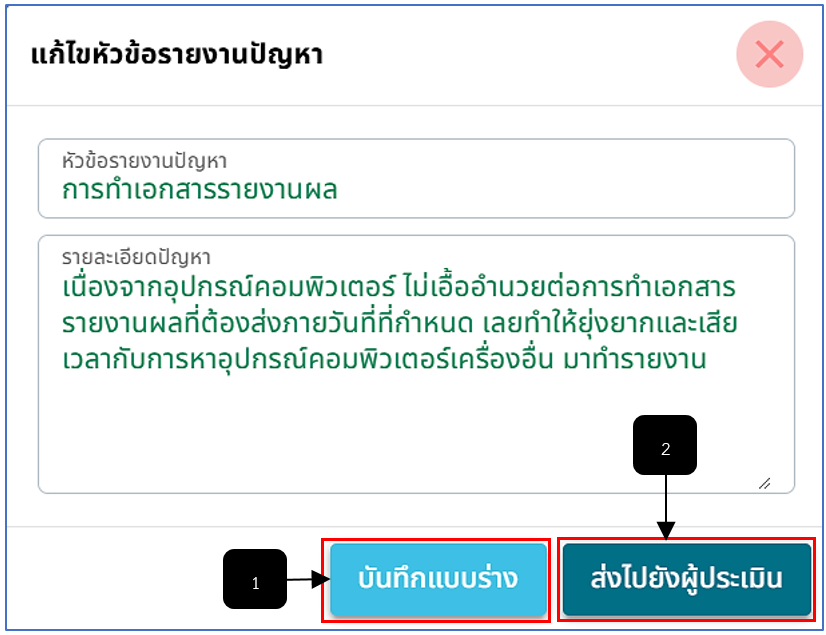 แก้ไขหัวข้อรายงานปัญหา
หัวข้อรายงานปัญหา
การทำเอกสารรายงานผล
รายละเอียดปัญหา
เนื่องจากอุปกรณ์คอมพิวเตอร์ ไม่เอื้ออำนวยต่อการทำเอกสาร
รายงานผลที่ต้องส่งภายวันที่ที่กำหนด เลยทำให้ยุ่งยากและเสีย
เวลากับการหาอุปกรณ์คอมพิวเตอร์เครื่องอื่น มาทำรายงาน
2
1
บันทึกแบบร่าง
ส่งไปยังผู้ประเมิน